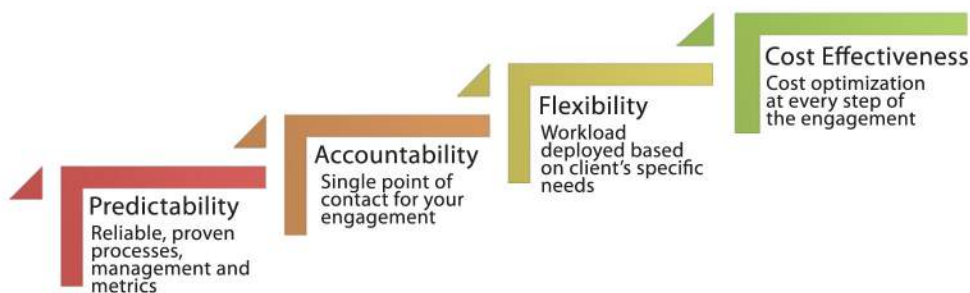 Predictability
Reliable, proven
processes,
management and
metrics
Accountability
Single point of
contact for your
engagement
Flexibility
Workload
deployed based
on client's specific
needs
Cost Effectiveness
Cost optimization
at every step of
the engagement